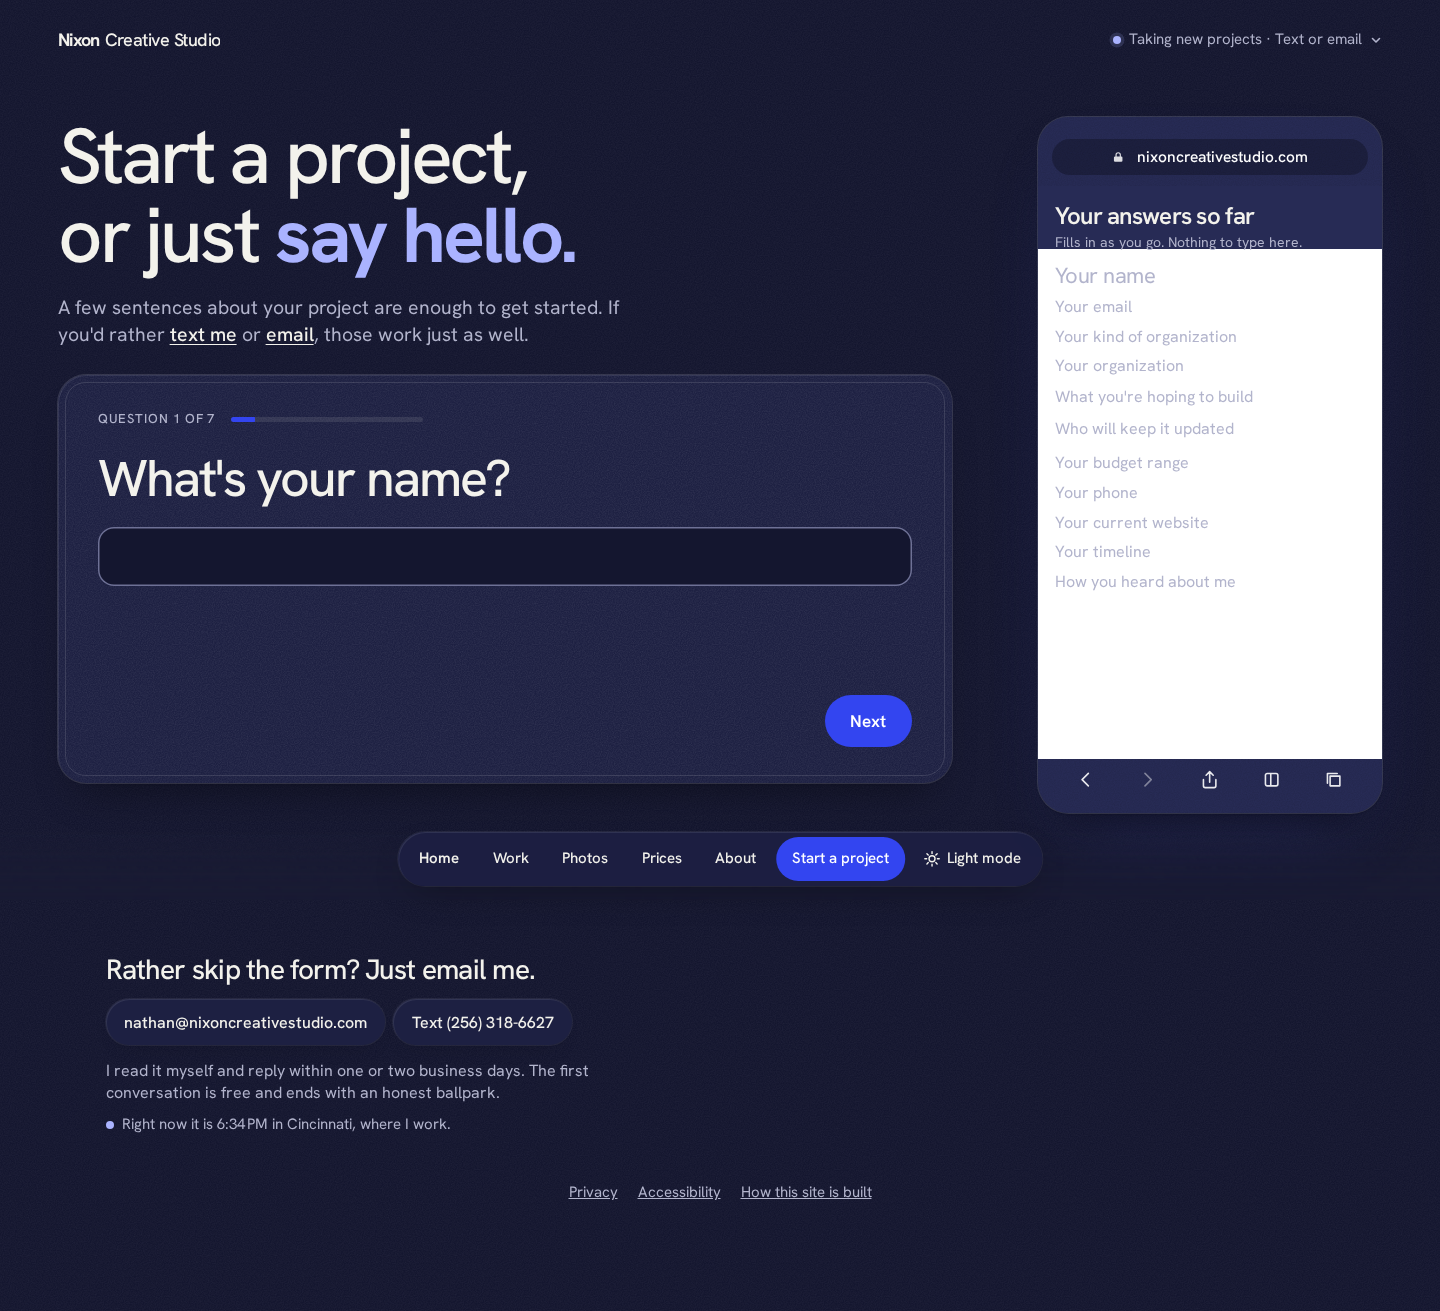 Nixon Creative Studio
Taking new projects · Text or email
Start a project,
or just say hello.
A few sentences about your project are enough to get started. If
you'd rather text me or email, those work just as well.
QUESTION 1 OF 7
What's your name?
Next
nixoncreativestudio.com
Your answers so far
Fills in as you go. Nothing to type here.
Your name
Your email
Your kind of organization
Your organization
What you're hoping to build
Who will keep it updated
Your budget range
Your phone
Your current website
Your timeline
How you heard about me
Home Work Photos Prices About Start a project Light mode
Rather skip the form? Just email me.
nathan@nixoncreativestudio.com Text (256) 318-6627
I read it myself and reply within one or two business days. The first
conversation is free and ends with an honest ballpark.
Right now it is 6:34 PM in Cincinnati, where I work.
Privacy Accessibility How this site is built